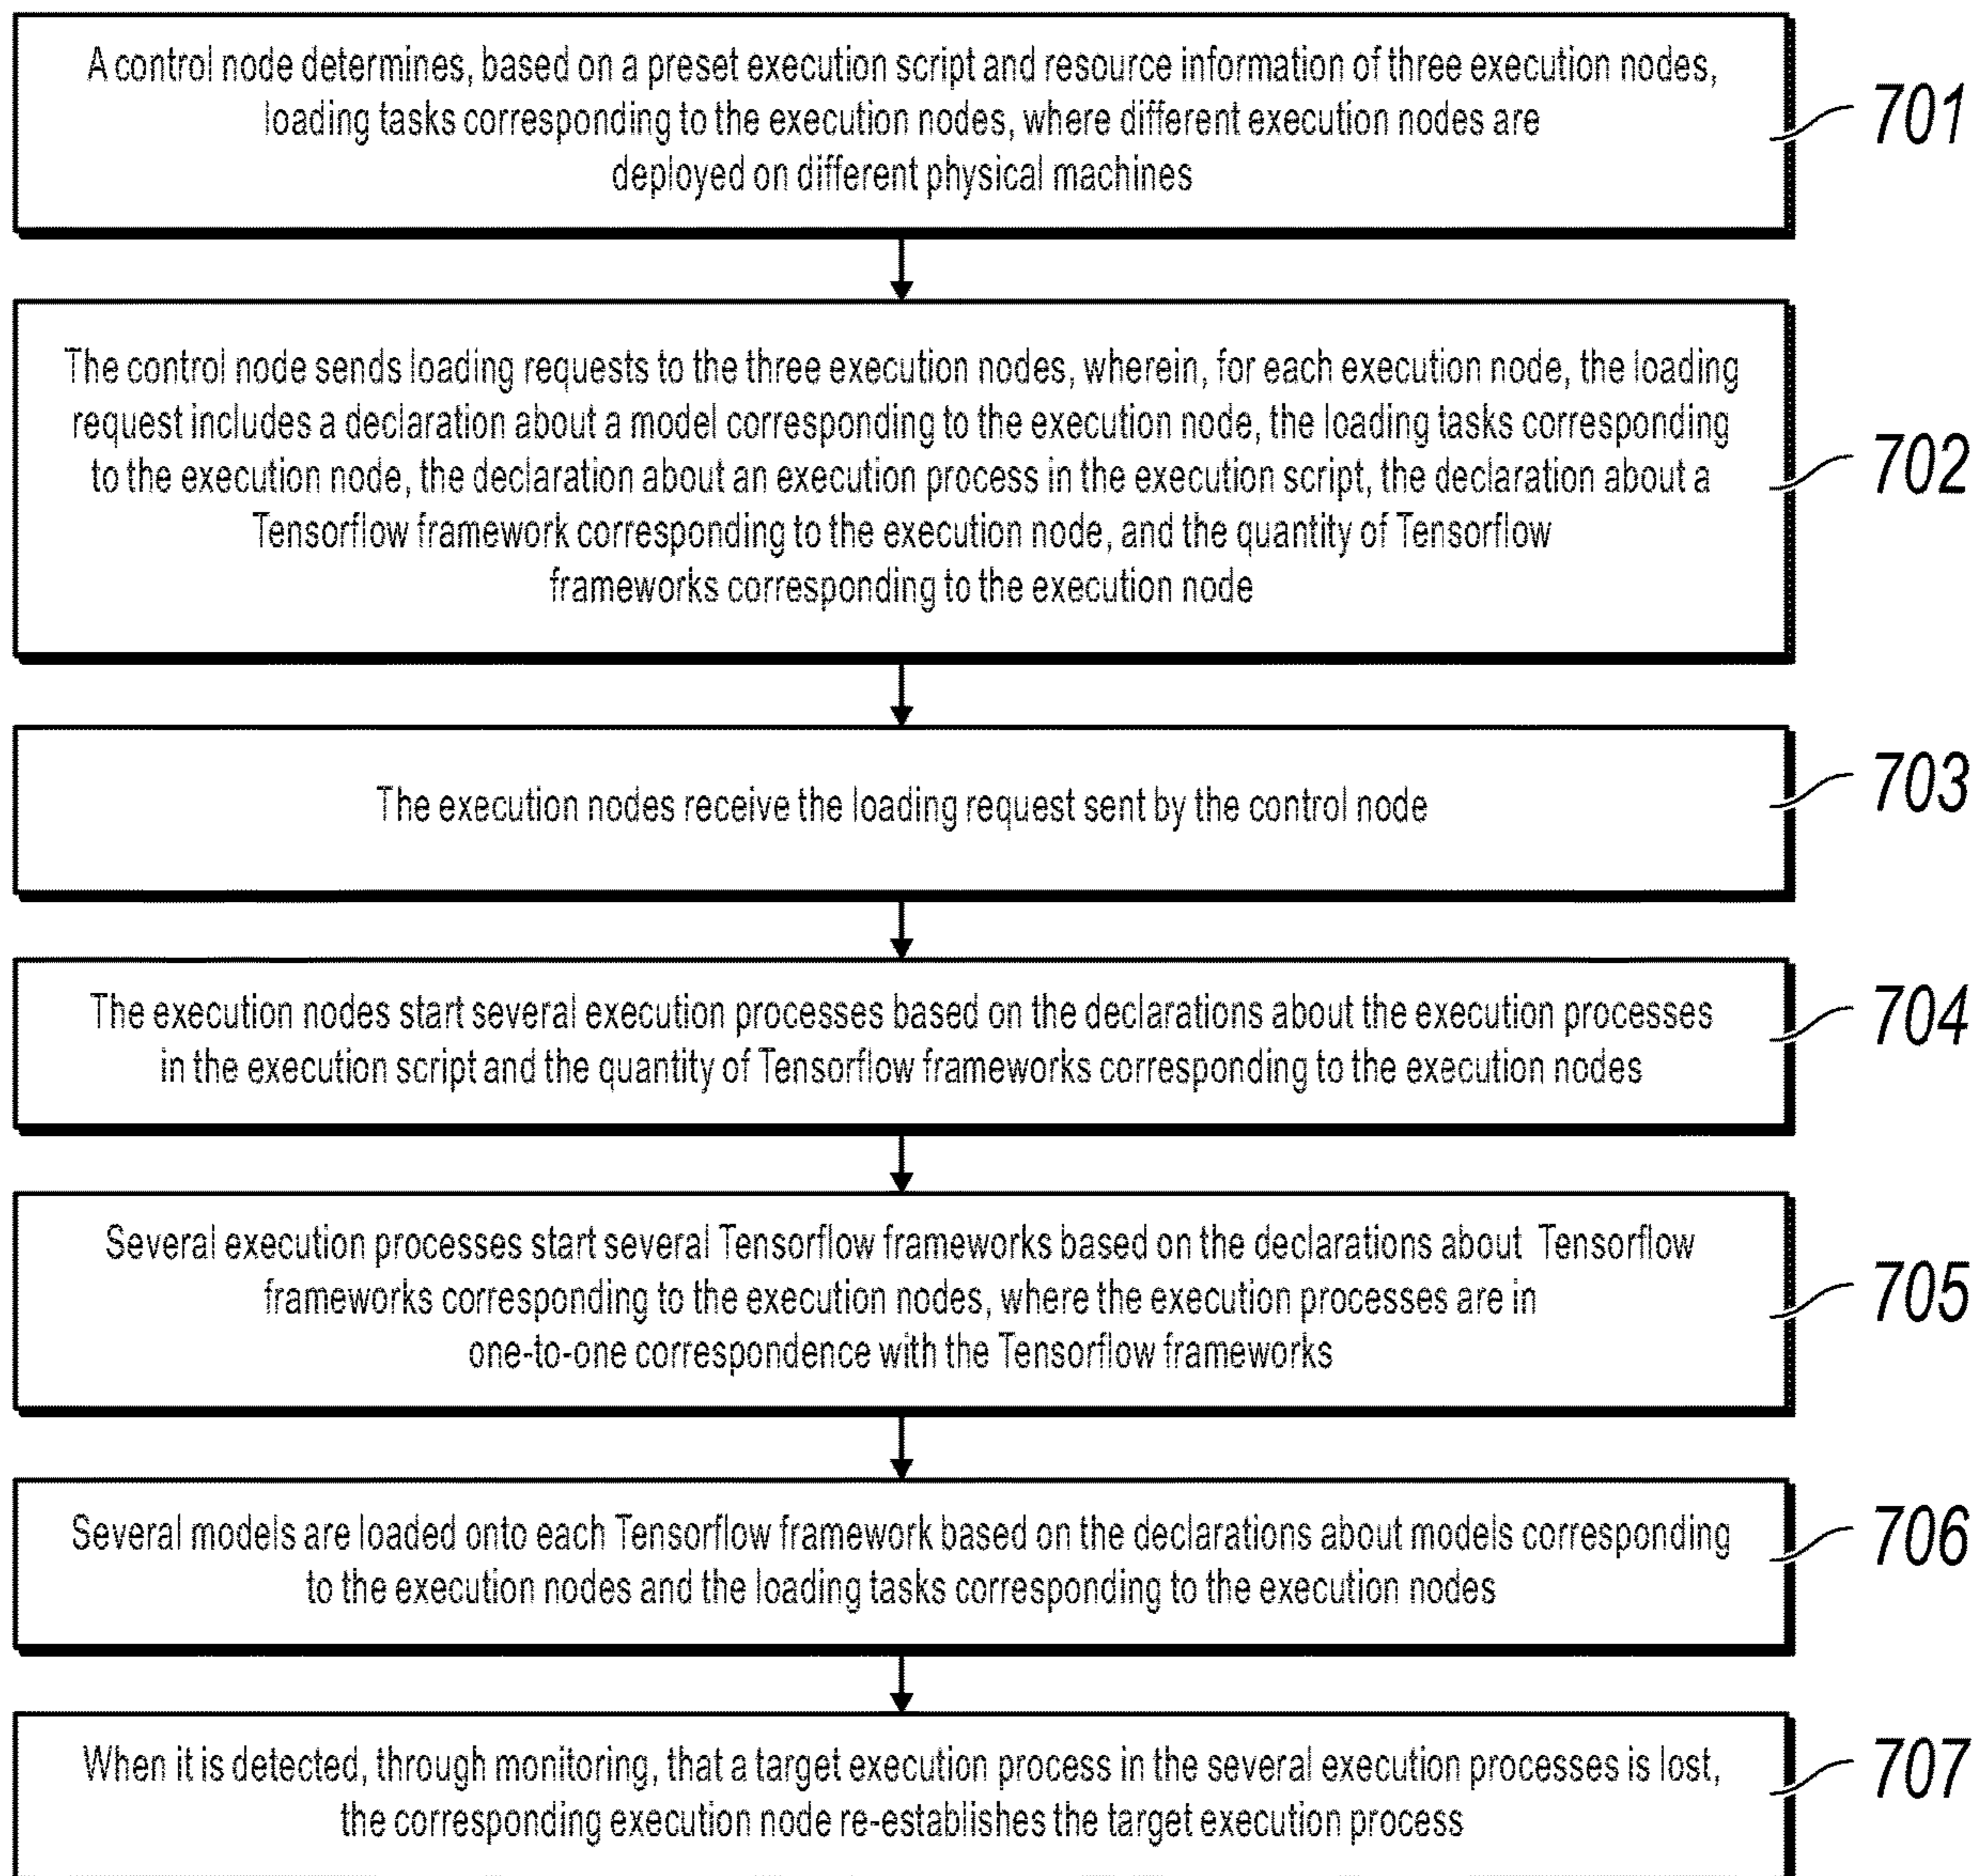 A control node determines, based on a preset execution script and resource information of three execution nodes,
loading tasks corresponding to the execution nodes, where different execution nodes are
deployed on different physical machines
701
The control node sends loading requests to the three execution nodes, wherein, for each execution node, the loading
request includes a declaration about a model corresponding to the execution node, the loading tasks corresponding
to the execution node, the declaration about an execution process in the execution script, the declaration about a
Tensorflow framework corresponding to the execution node, and the quantity of Tensorflow
frameworks corresponding to the execution node
702
The execution nodes receive the loading request sent by the control node
703
The execution nodes start several execution processes based on the declarations about the execution processes
in the execution script and the quantity of Tensorflow frameworks corresponding to the execution nodes
704
Several execution processes start several Tensorflow frameworks based on the declarations about Tensorflow
frameworks corresponding to the execution nodes, where the execution processes are in
one-to-one correspondence with the Tensorflow frameworks
705
Several models are loaded onto each Tensorflow framework based on the declarations about models corresponding
to the execution nodes and the loading tasks corresponding to the execution nodes
706
When it is detected, through monitoring, that a target execution process in the several execution processes is lost,
the corresponding execution node re-establishes the target execution process
707